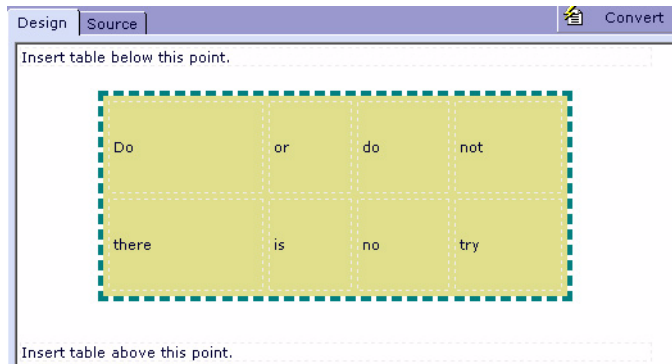 Design Source Convert
Insert table below this point.
Do or do not
there is no try
Insert table above this point.